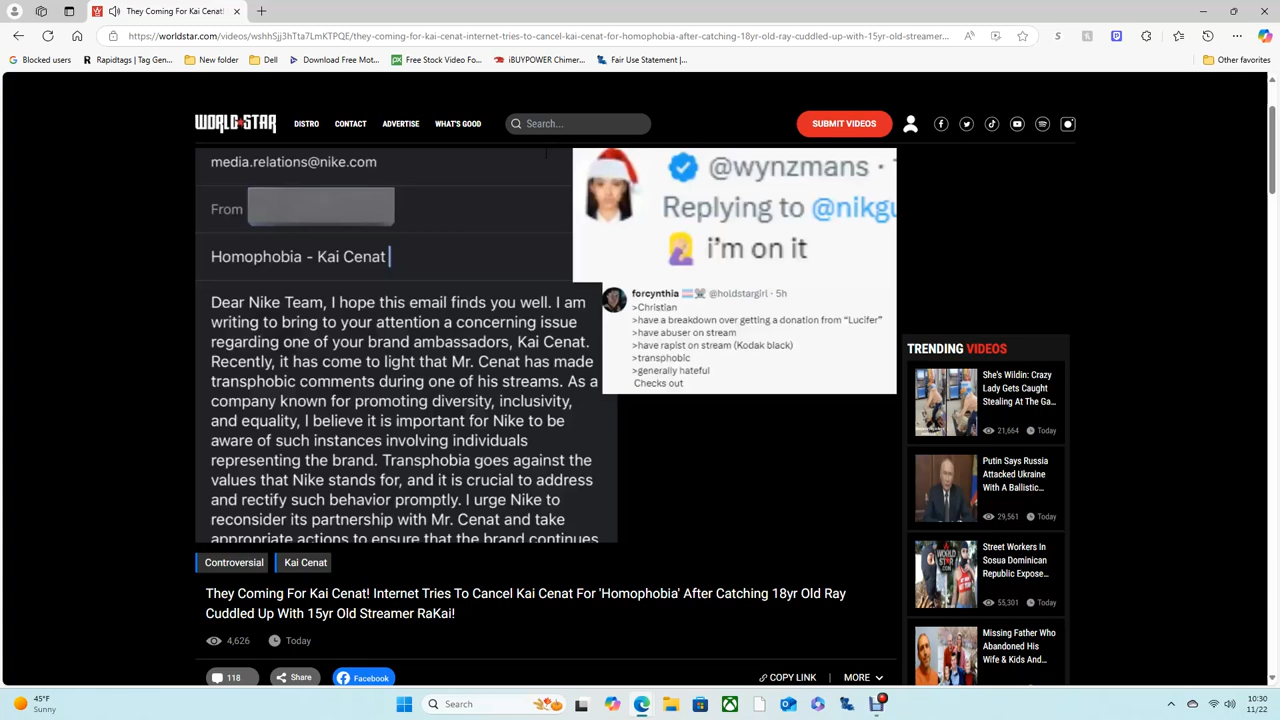 They Coming For Kai Cenat!
https://worldstar.com/videos/wshhSjj3hTta7LmKTPQE/they-coming-for-kai-cenat-internet-tries-to-cancel-kai-cenat-for-homophobia-after-catching-18yr-old-ray-cuddled-up-with-15yr-old-streamer...
Blocked users
Rapidtags | Tag Gen...
New folder
Dell
Download Free Mot...
Free Stock Video Fo...
iBUYPOWER Chimer...
Fair Use Statement |...
Other favorites
WORLD STAR
DISTRO
CONTACT
ADVERTISE
WHAT'S GOOD
Search...
SUBMIT VIDEOS
media.relations@nike.com
From
Homophobia - Kai Cenat
Dear Nike Team, I hope this email finds you well. I am
writing to bring to your attention a concerning issue
regarding one of your brand ambassadors, Kai Cenat.
Recently, it has come to light that Mr. Cenat has made
transphobic comments during one of his streams. As a
company known for promoting diversity, inclusivity,
and equality, I believe it is important for Nike to be
aware of such instances involving individuals
representing the brand. Transphobia goes against the
values that Nike stands for, and it is crucial to address
and rectify such behavior promptly. I urge Nike to
reconsider its partnership with Mr. Cenat and take
appropriate actions to ensure that the brand continues
@wynzmans ·
Replying to @nikgu
i'm on it
forcynthia @holdstargirl · 5h
>Christian
>have a breakdown over getting a donation from "Lucifer"
>have abuser on stream
>have rapist on stream (Kodak black)
>transphobic
>generally hateful
Checks out
TRENDING VIDEOS
She's Wildin: Crazy
Lady Gets Caught
Stealing At The Ga...
21,664 Today
Putin Says Russia
Attacked Ukraine
With A Ballistic...
29,561 Today
Street Workers In
Sosua Dominican
Republic Expose...
55,301 Today
Missing Father Who
Abandoned His
Wife & Kids And...
Controversial
Kai Cenat
They Coming For Kai Cenat! Internet Tries To Cancel Kai Cenat For 'Homophobia' After Catching 18yr Old Ray
Cuddled Up With 15yr Old Streamer RaKai!
4,626 Today
118
Share
Facebook
COPY LINK
MORE
45°F
Sunny
Search
10:30
11/22